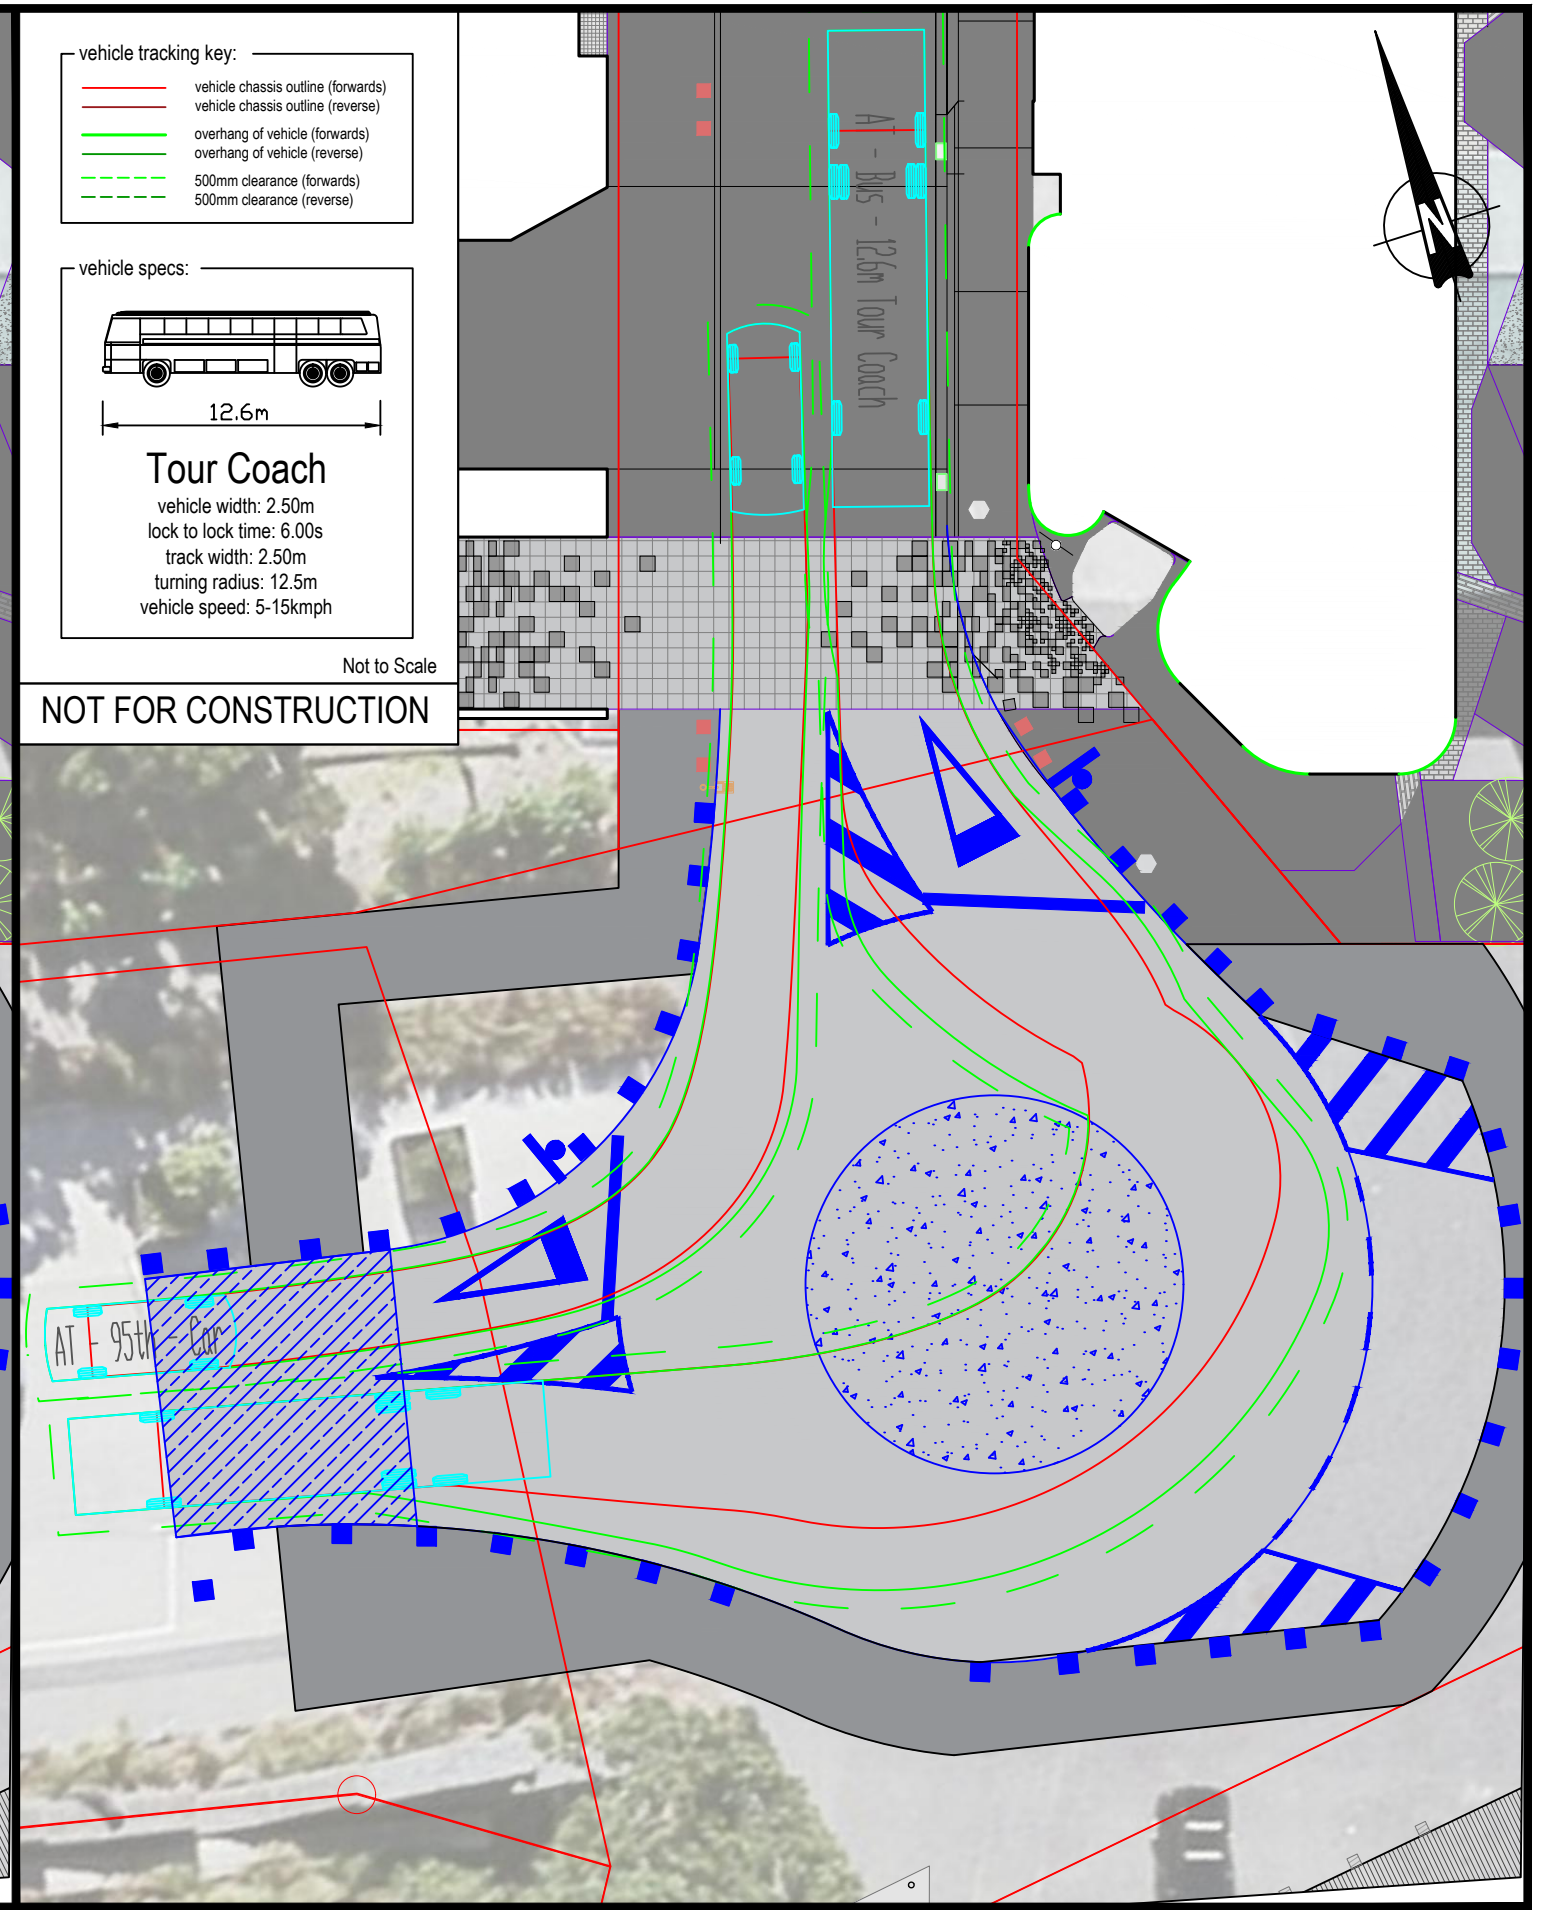 vehicle tracking key:
vehicle chassis outline (forwards)
vehicle chassis outline (reverse)
overhang of vehicle (forwards)
overhang of vehicle (reverse)
500mm clearance (forwards)
500mm clearance (reverse)
vehicle specs:
12.6m
Tour Coach
vehicle width: 2.50m
lock to lock time: 6.00s
track width: 2.50m
turning radius: 12.5m
vehicle speed: 5-15kmph
Not to Scale
NOT FOR CONSTRUCTION
AT - Bus - 12.6m Tour Coach
N
AT - 95th - Car